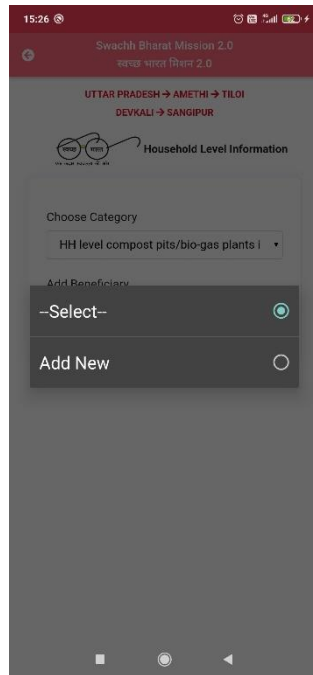 15:26
Swachh Bharat Mission 2.0
स्वच्छ भारत मिशन 2.0
UTTAR PRADESH → AMETHI → TILOI
DEVKALI → SANGIPUR
स्वच्छ भारत
Household Level Information
Choose Category
HH level compost pits/bio-gas plants i
Add Beneficiary
--Select--
Add New